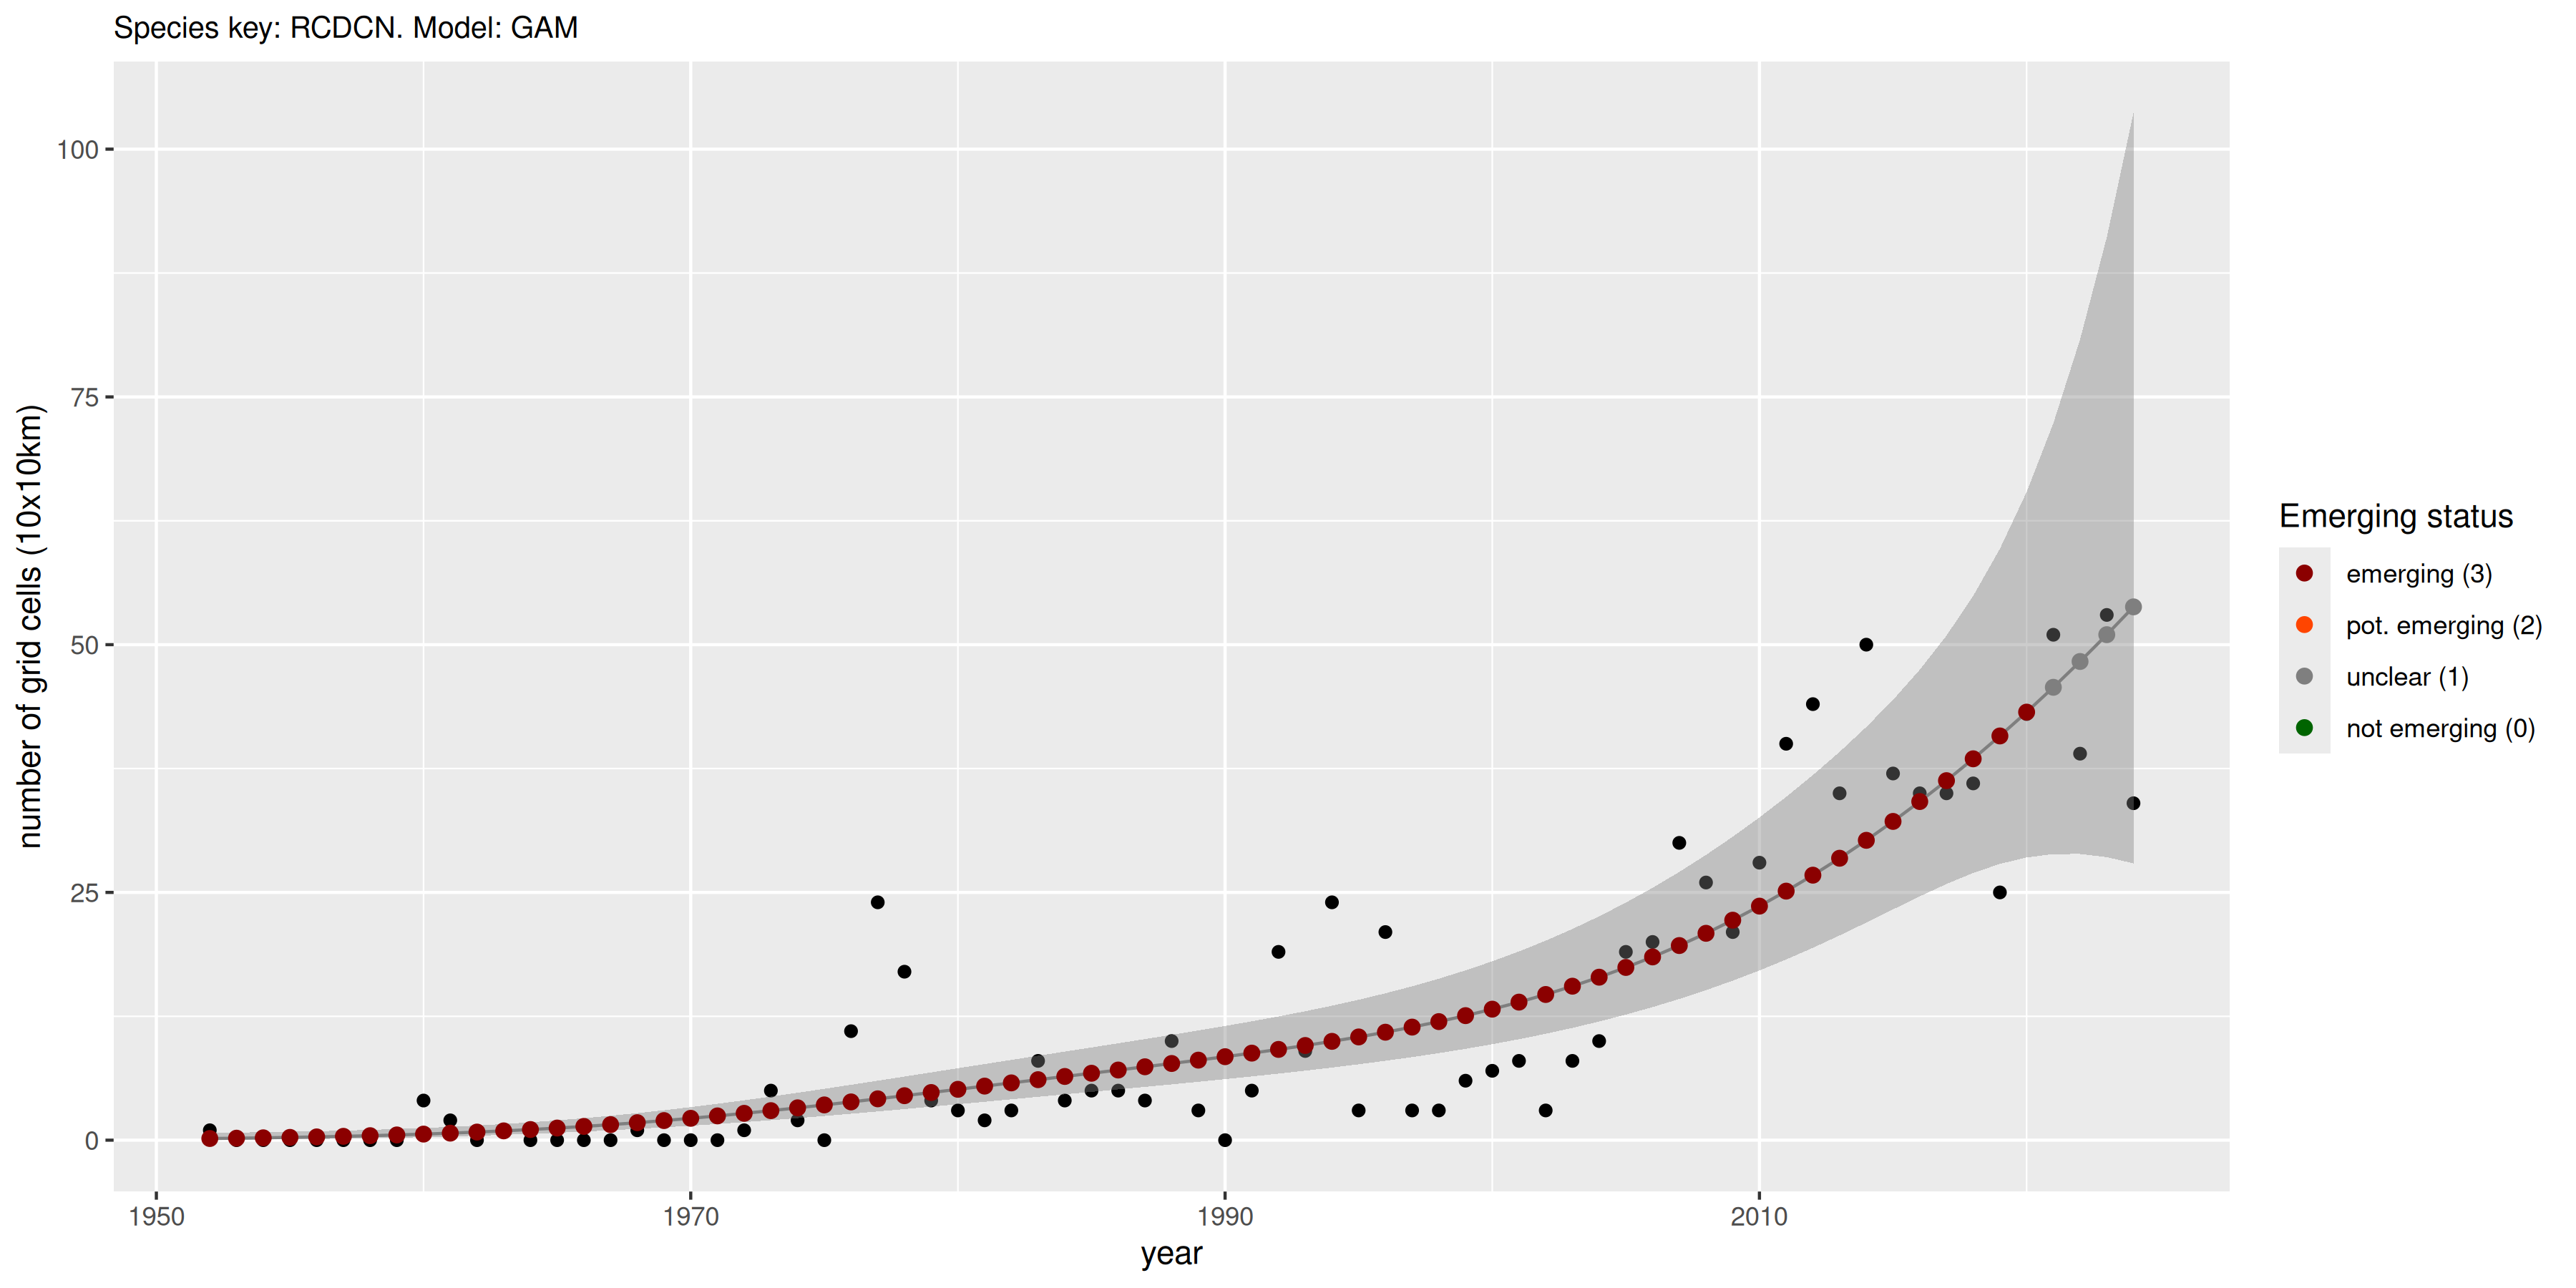 Species key: RCDCN. Model: GAM
number of grid cells (10x10km)
100
75
50
25
0
1950
1970
1990
2010
year
Emerging status
emerging (3)
pot. emerging (2)
unclear (1)
not emerging (0)